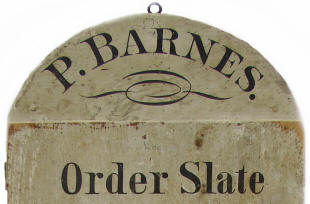 P. BARNES.
Order Slate